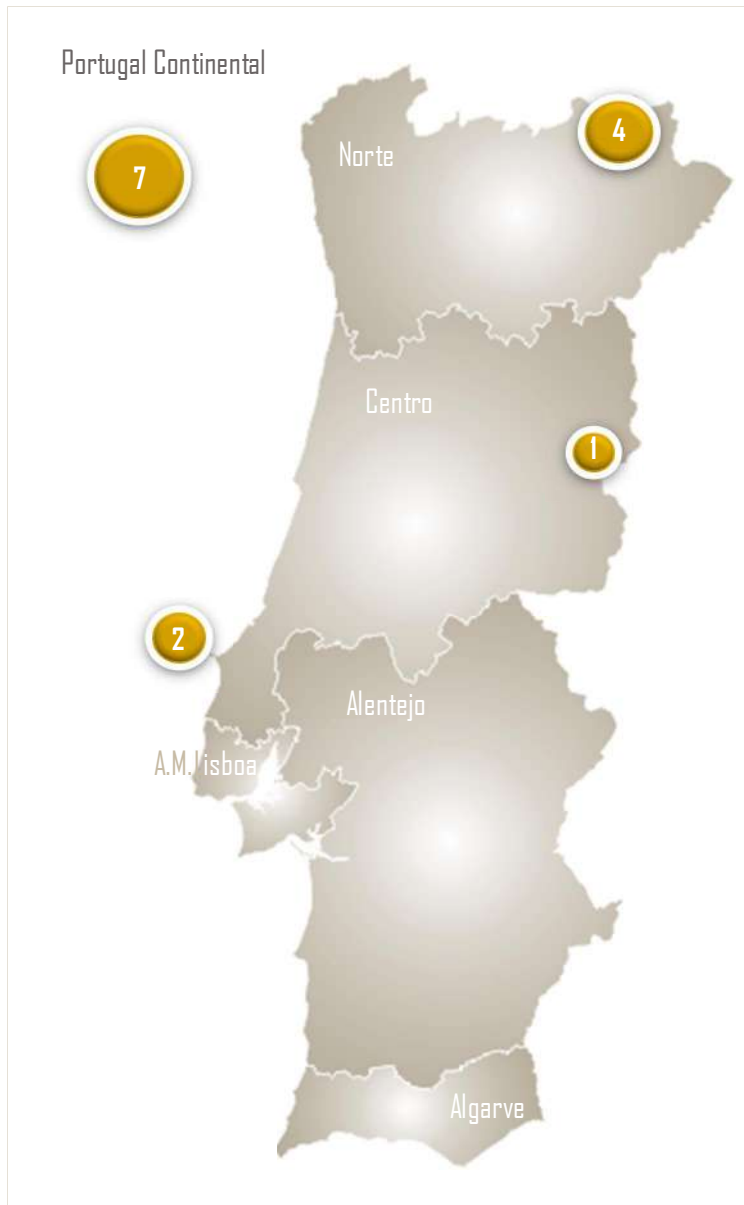 Portugal Continental
4
Norte
7
Centro
1
2
Alentejo
A.M.Lisboa
Algarve